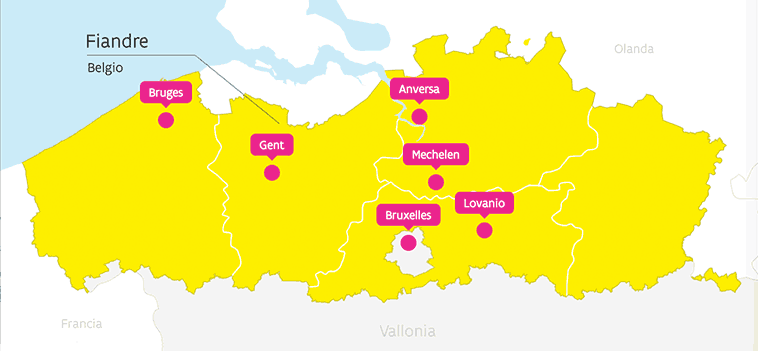 Fiandre
Belgio
Olanda
Bruges
Anversa
Gent
Mechelen
Lovanio
Bruxelles
Francia
Vallonia